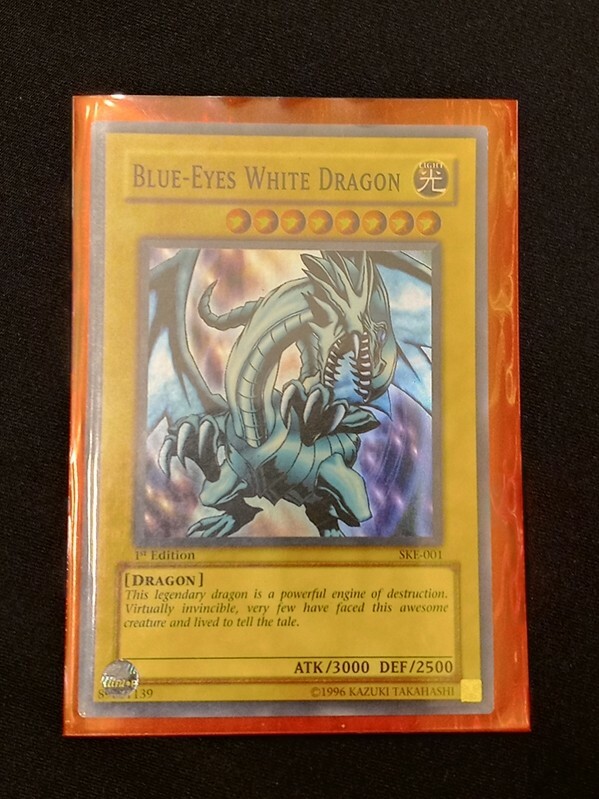 BLUE-EYES WHITE DRAGON
LIGHT
光
1st Edition
SKE-001
[DRAGON]
This legendary dragon is a powerful engine of destruction.
Virtually invincible, very few have faced this awesome
creature and lived to tell the tale.
ATK/3000 DEF/2500
©1996 KAZUKI TAKAHASHI